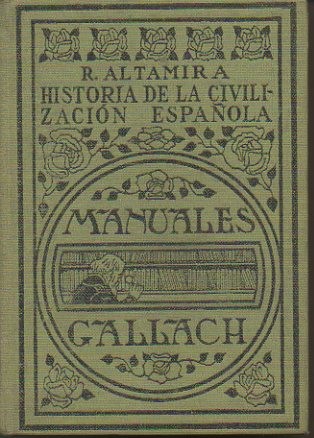 R. ALTAMIRA
HISTORIA DE LA CIVILI-
ZACIÓN ESPAÑOLA
MANUALES
GALLACH